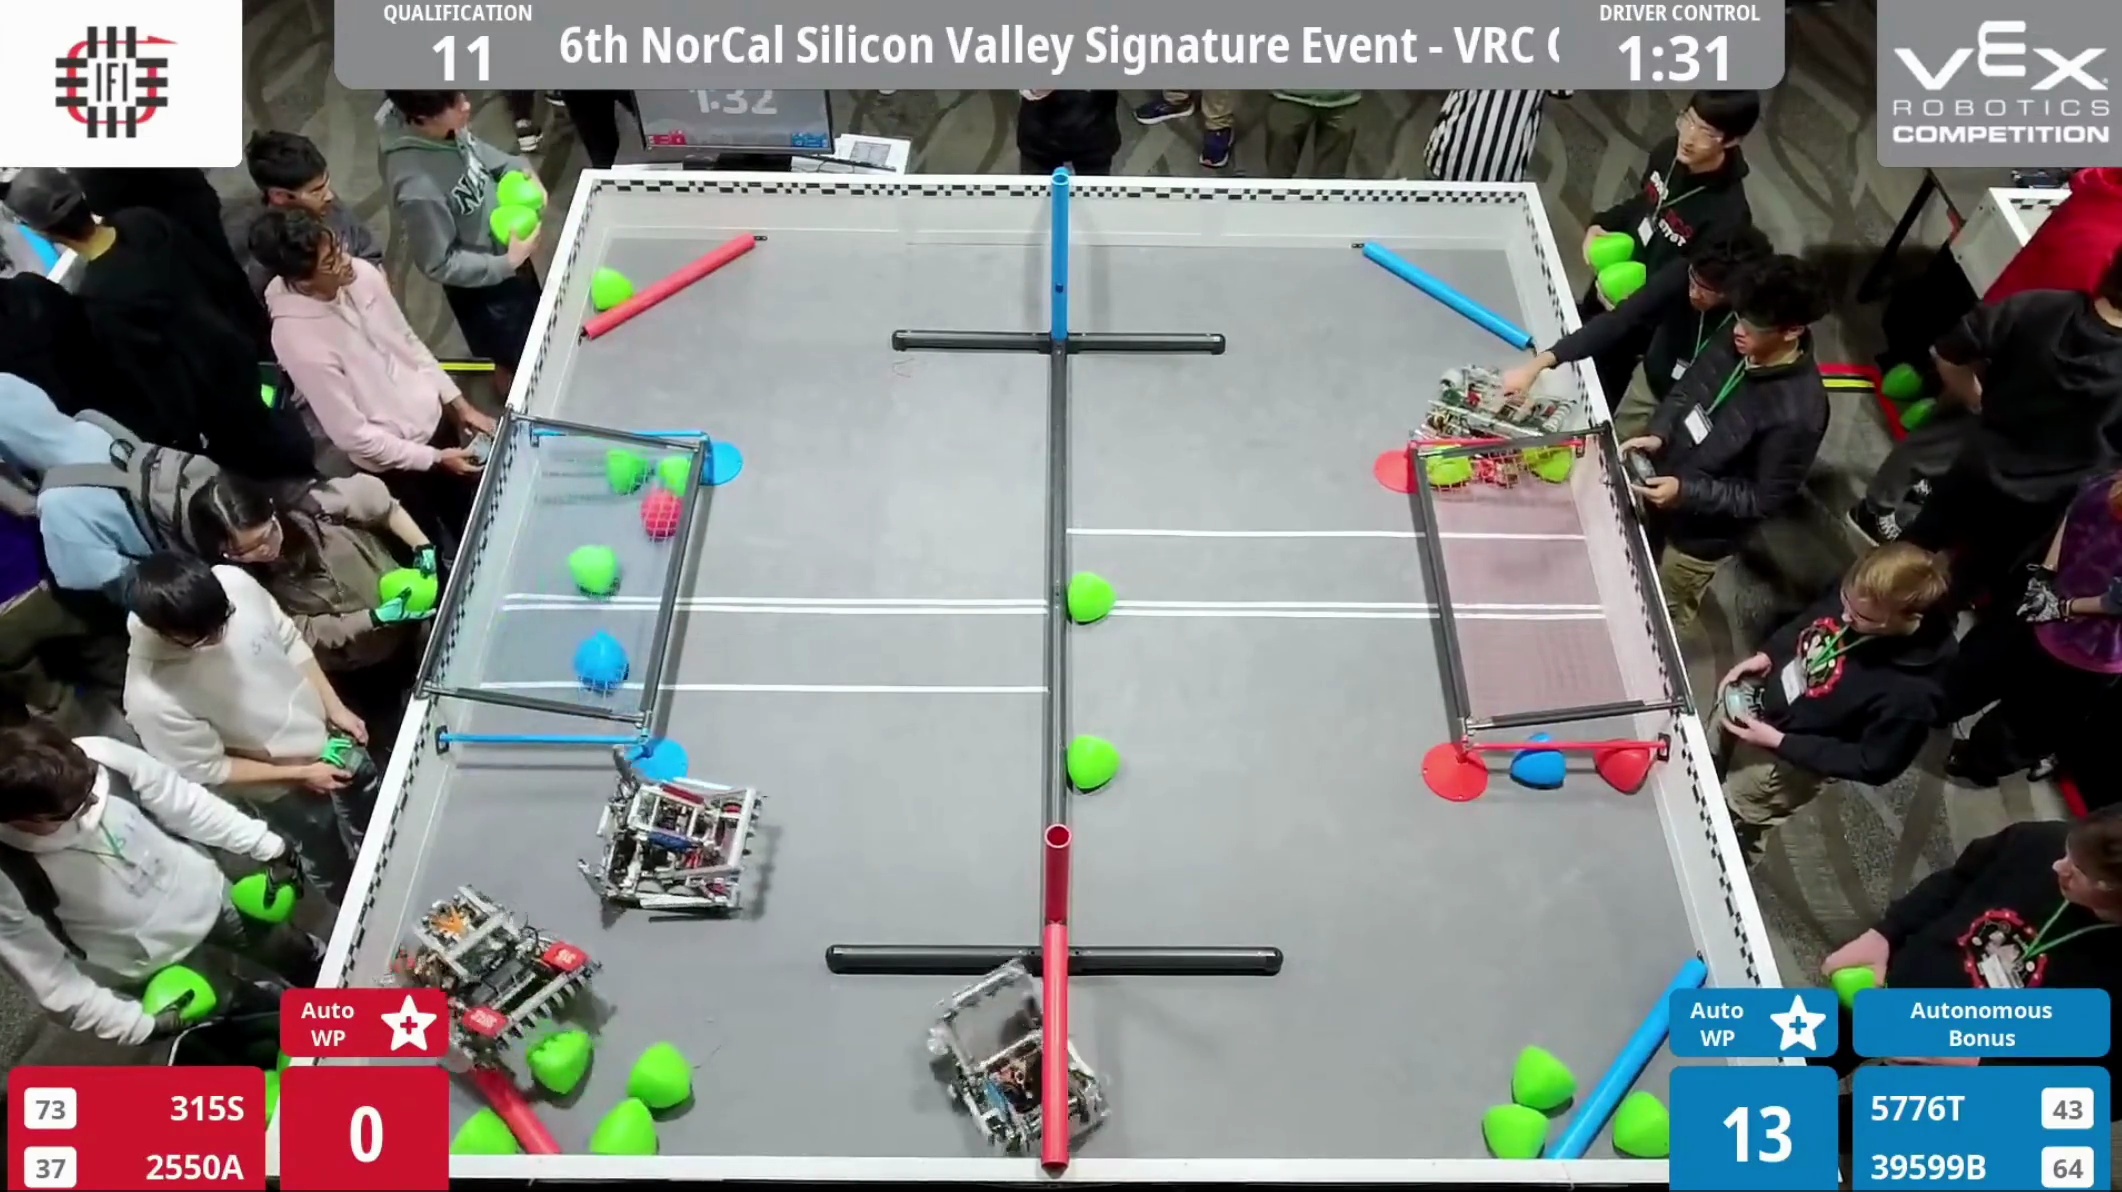 QUALIFICATION
11
6th NorCal Silicon Valley Signature Event - VRC
DRIVER CONTROL
1:31
IFI
1:32
VEX
ROBOTICS
COMPETITION
Auto
WP
73 315S
37 2550A
0
Auto
WP
Autonomous
Bonus
13
5776T 43
39599B 64